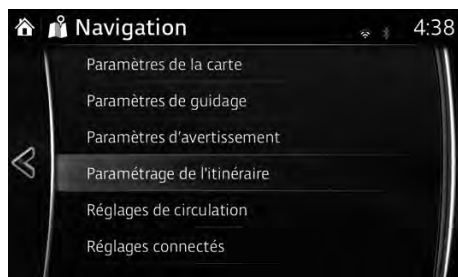 Navigation 4:38
Paramètres de la carte
Paramètres de guidage
Paramètres d'avertissement
Paramétrage de l'itinéraire
Réglages de circulation
Réglages connectés